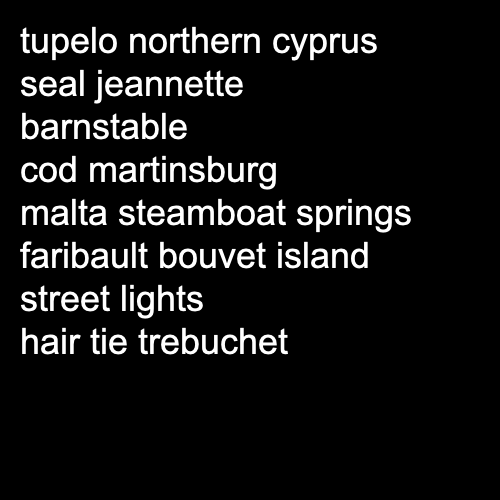 tupelo northern cyprus
seal jeannette
barnstable
cod martinsburg
malta steamboat springs
faribault bouvet island
street lights
hair tie trebuchet